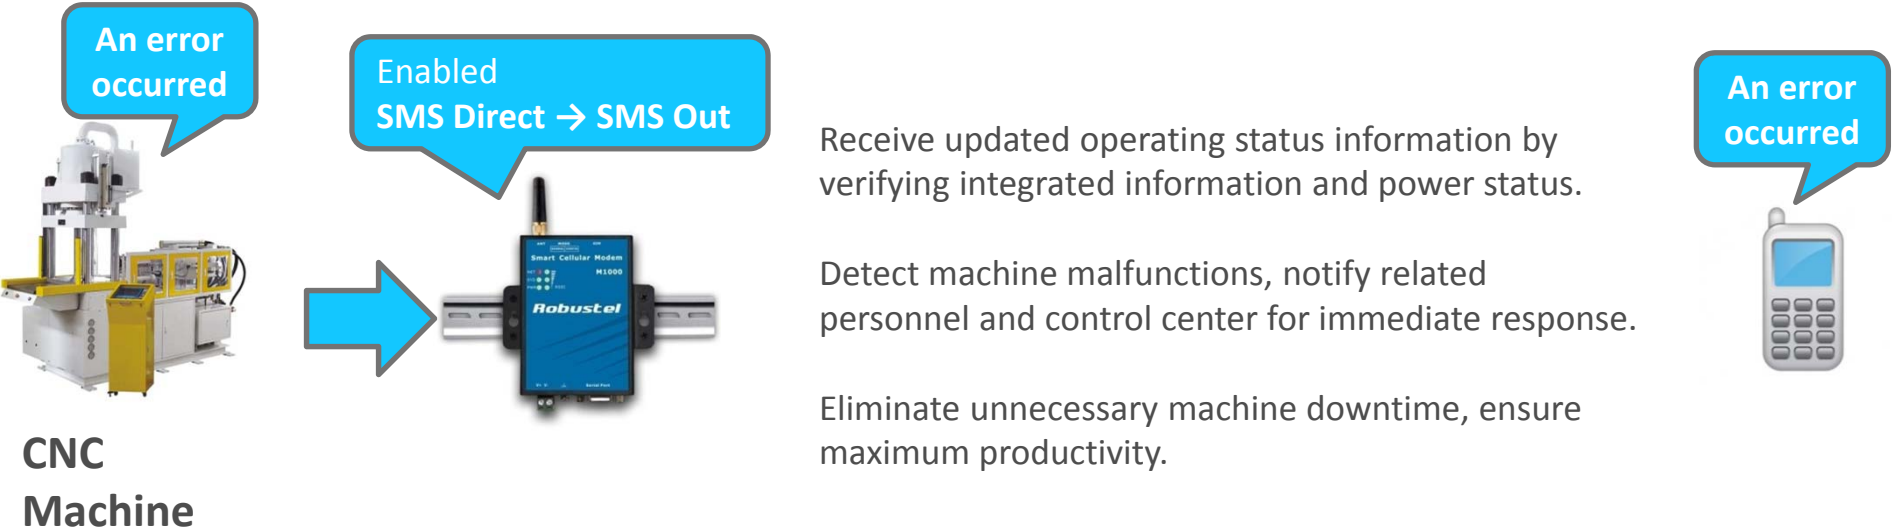 An error
occurred
Enabled
SMS Direct → SMS Out
Smart Cellular Modem
M1000
Robustel
Serial Port
CNC
Machine
Receive updated operating status information by
verifying integrated information and power status.
Detect machine malfunctions, notify related
personnel and control center for immediate response.
Eliminate unnecessary machine downtime, ensure
maximum productivity.
An error
occurred